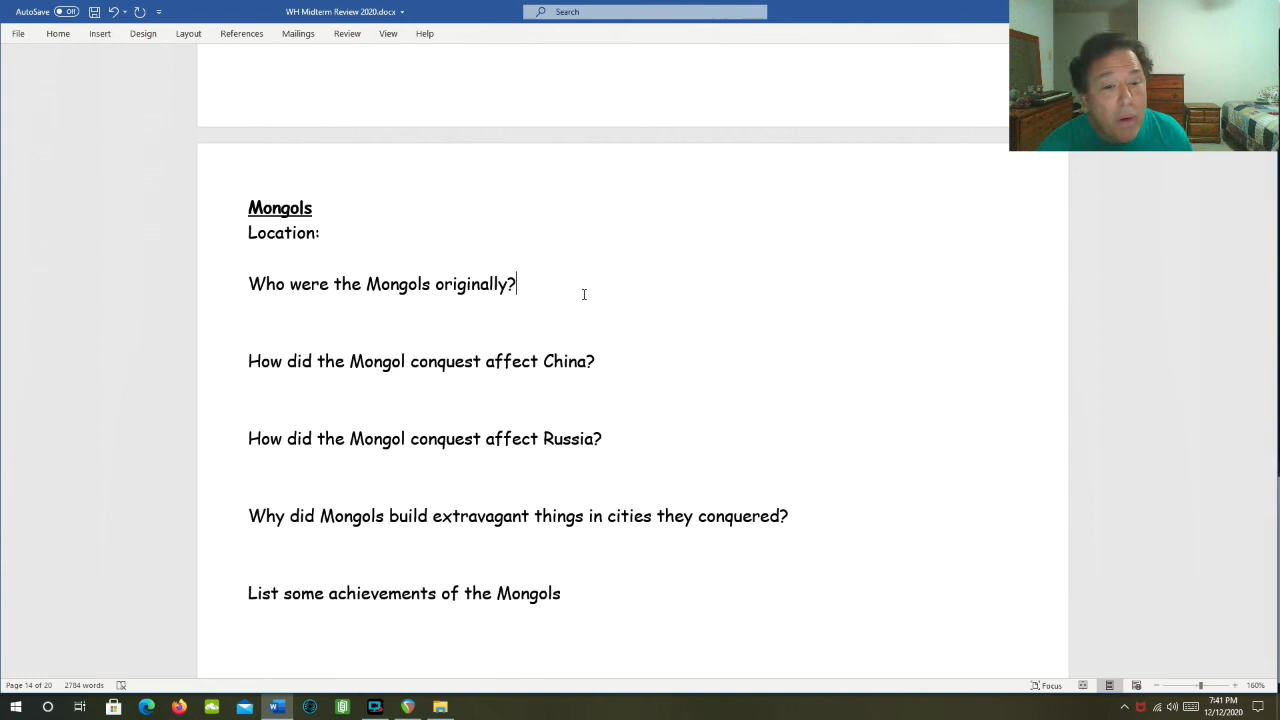 AutoSave Off WH Midterm Review 2020.docx Search
File Home Insert Design Layout References Mailings Review View Help
Mongols
Location:
Who were the Mongols originally?
How did the Mongol conquest affect China?
How did the Mongol conquest affect Russia?
Why did Mongols build extravagant things in cities they conquered?
List some achievements of the Mongols
Page 14 of 20 2784 words Focus 160%
7:41 PM
12/12/2020